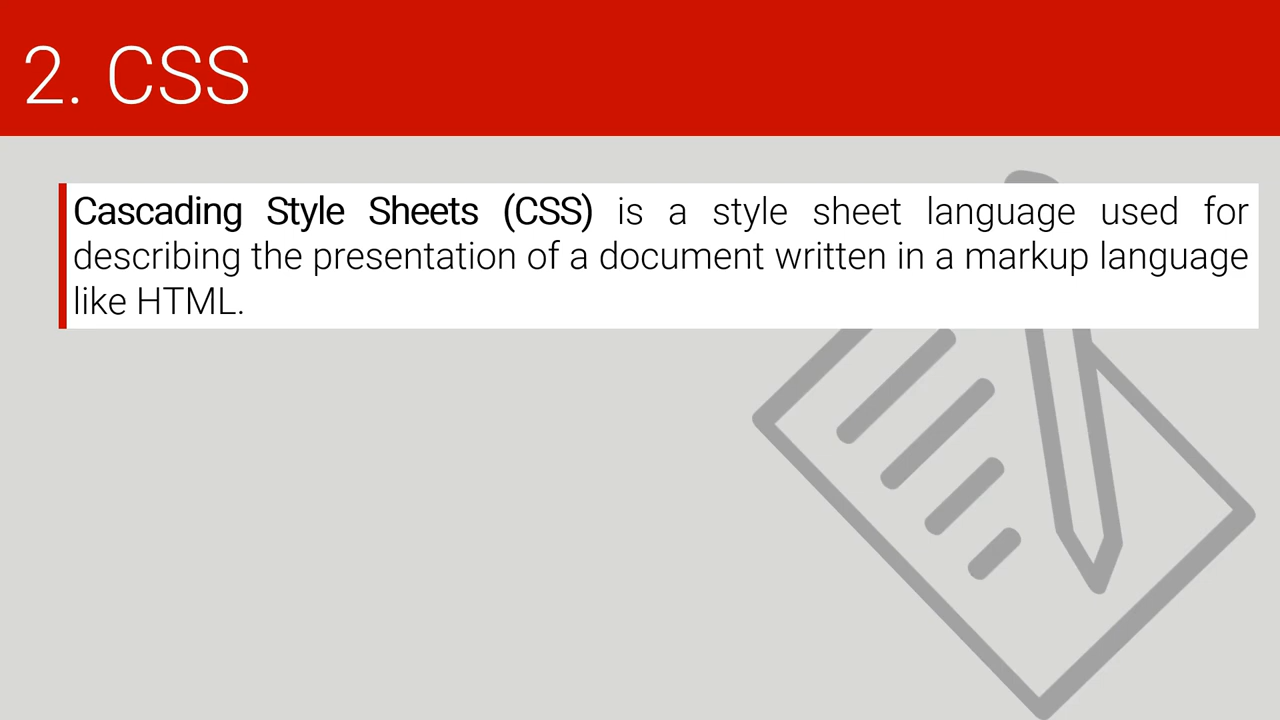 2. CSS
Cascading Style Sheets (CSS) is a style sheet language used for
describing the presentation of a document written in a markup language
like HTML.